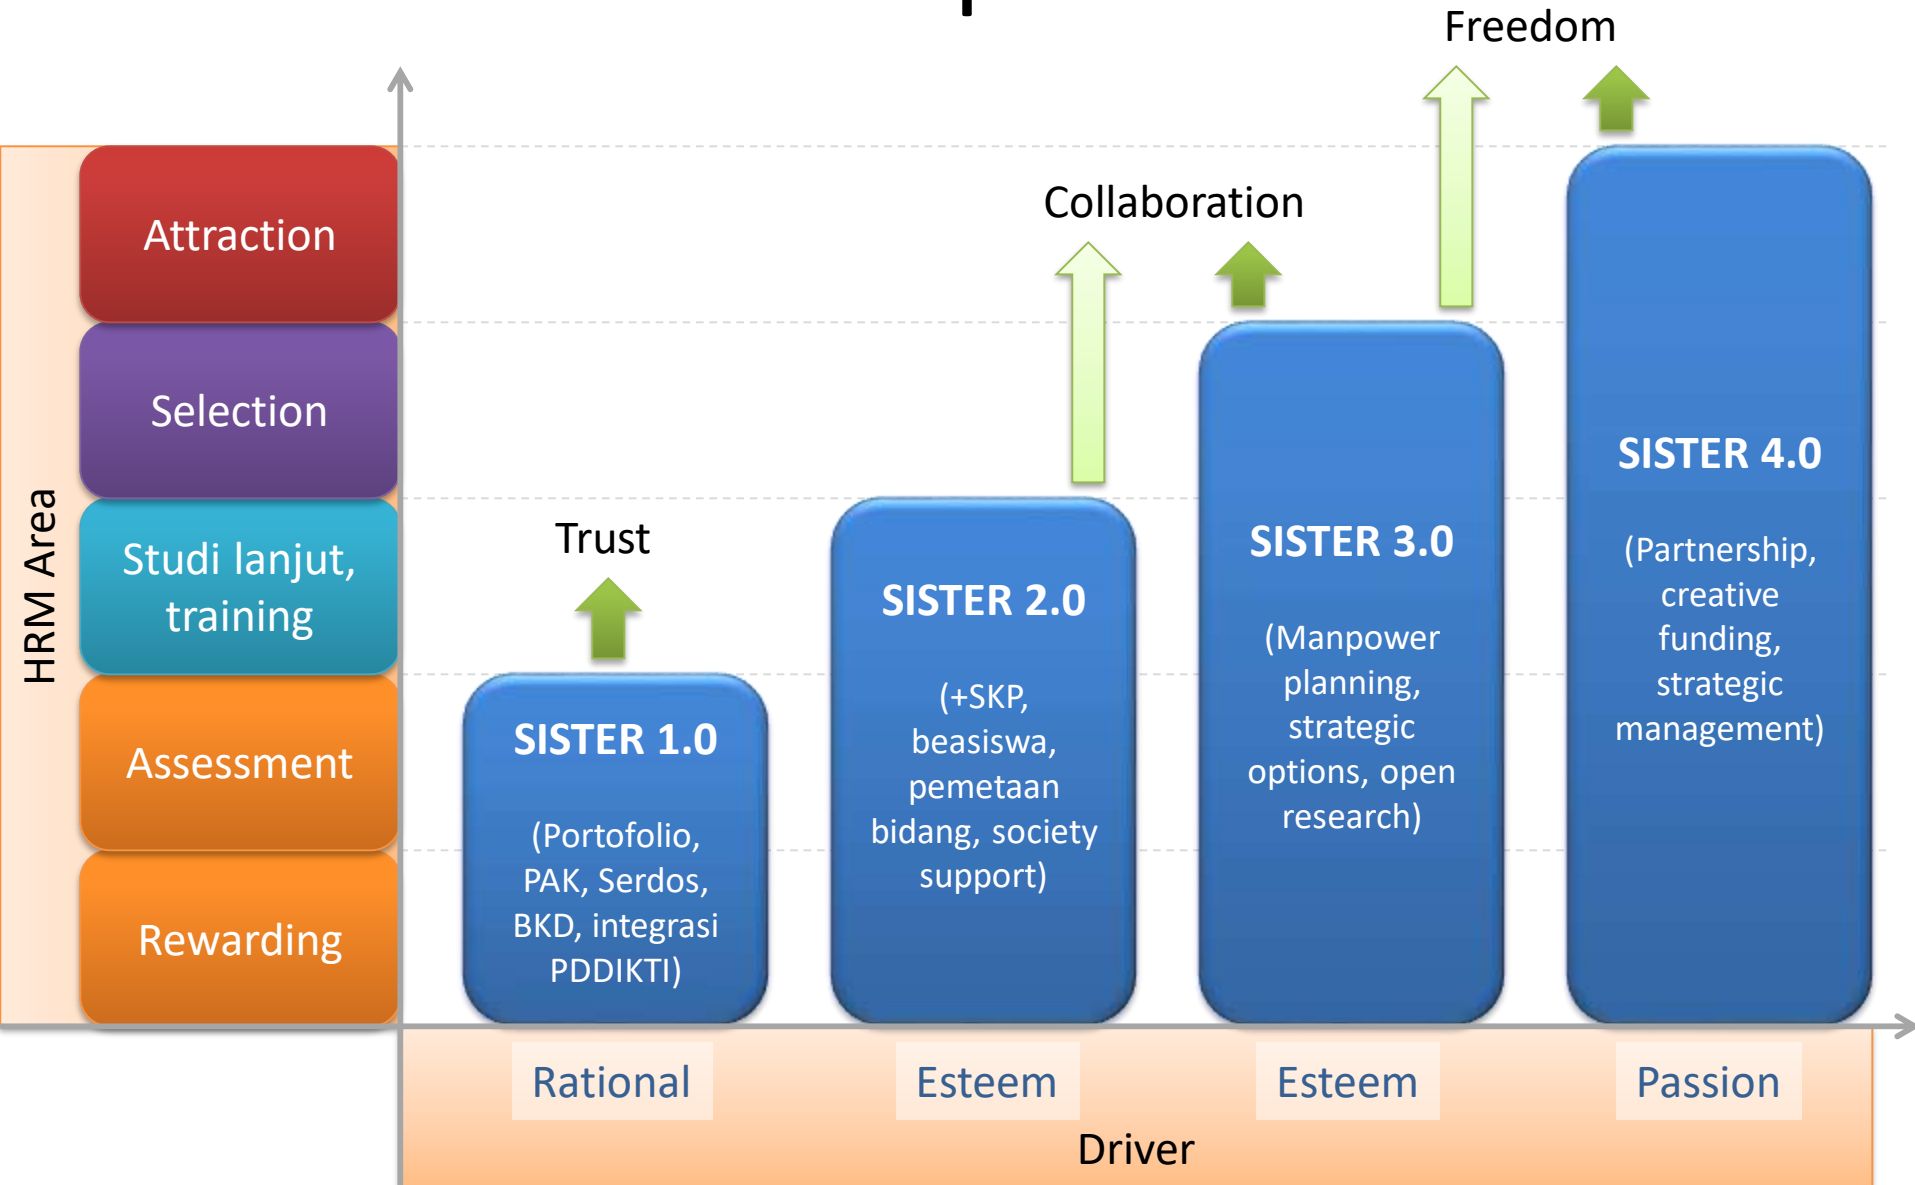 Freedom
Collaboration
Trust
HRM Area
Attraction
Selection
Studi lanjut,
training
Assessment
Rewarding
SISTER 1.0
(Portofolio,
PAK, Serdos,
BKD, integrasi
PDDIKTI)
SISTER 2.0
(+SKP,
beasiswa,
pemetaan
bidang, society
support)
SISTER 3.0
(Manpower
planning,
strategic
options, open
research)
SISTER 4.0
(Partnership,
creative
funding,
strategic
management)
Rational
Esteem
Esteem
Passion
Driver